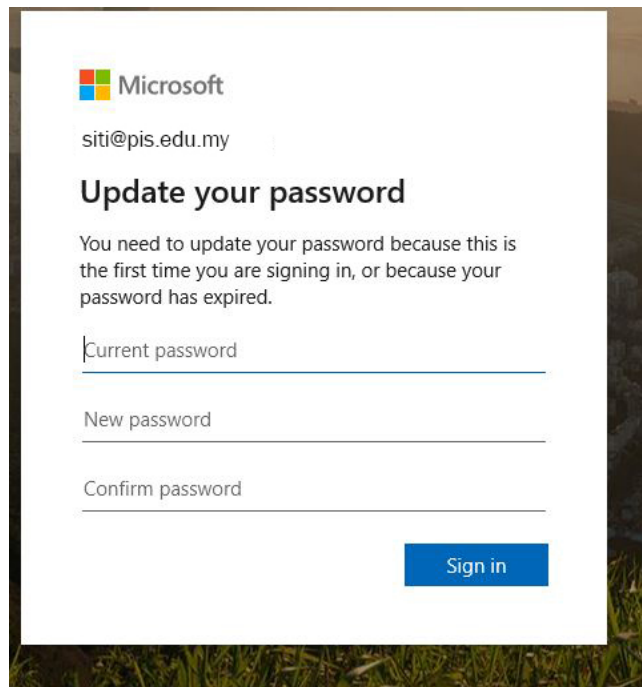 Microsoft
siti@pis.edu.my
Update your password
You need to update your password because this is
the first time you are signing in, or because your
password has expired.
Current password
New password
Confirm password
Sign in